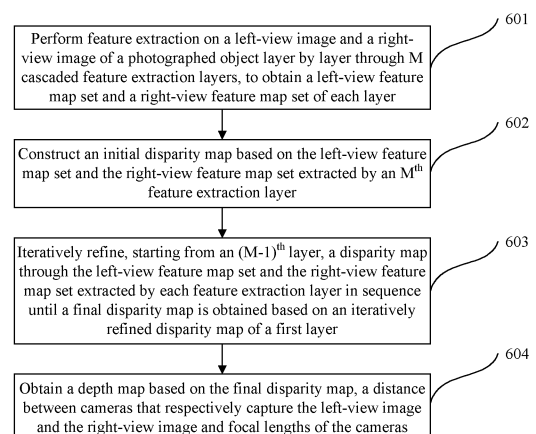 601
Perform feature extraction on a left-view image and a right-
view image of a photographed object layer by layer through M
cascaded feature extraction layers, to obtain a left-view feature
map set and a right-view feature map set of each layer
602
Construct an initial disparity map based on the left-view feature
map set and the right-view feature map set extracted by an Mth
feature extraction layer
603
Iteratively refine, starting from an (M-1)th layer, a disparity map
through the left-view feature map set and the right-view feature
map set extracted by each feature extraction layer in sequence
until a final disparity map is obtained based on an iteratively
refined disparity map of a first layer
604
Obtain a depth map based on the final disparity map, a distance
between cameras that respectively capture the left-view image
and the right-view image and focal lengths of the cameras